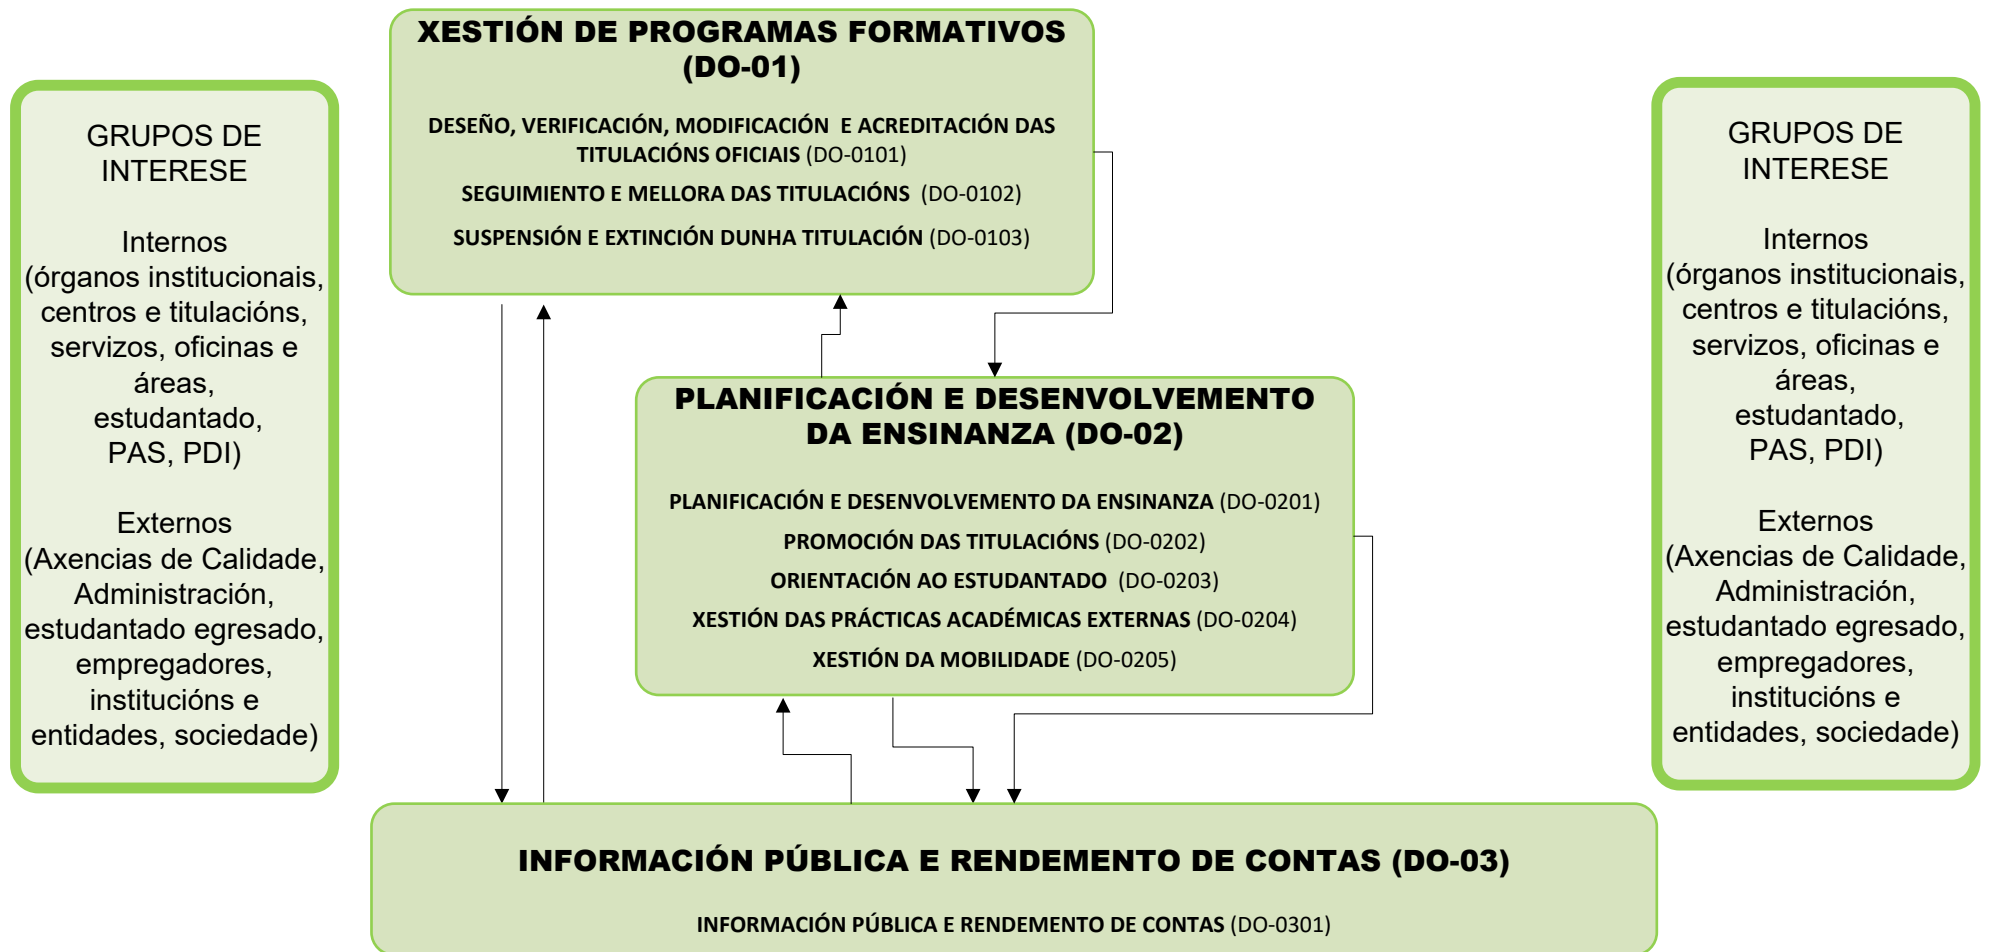 XESTIÓN DE PROGRAMAS FORMATIVOS
(DO-01)
DESEÑO, VERIFICACIÓN, MODIFICACIÓN  E ACREDITACIÓN DAS
TITULACIÓNS OFICIAIS (DO-0101)
SEGUIMIENTO E MELLORA DAS TITULACIÓNS  (DO-0102)
SUSPENSIÓN E EXTINCIÓN DUNHA TITULACIÓN (DO-0103)
GRUPOS DE
INTERESE
Internos
(órganos institucionais,
centros e titulacións,
servizos, oficinas e
áreas,
estudantado,
PAS, PDI)
Externos
(Axencias de Calidade,
Administración,
estudantado egresado,
empregadores,
institucións e
entidades, sociedade)
PLANIFICACIÓN E DESENVOLVEMENTO
DA ENSINANZA (DO-02)
PLANIFICACIÓN E DESENVOLVEMENTO DA ENSINANZA (DO-0201)
PROMOCIÓN DAS TITULACIÓNS (DO-0202)
ORIENTACIÓN AO ESTUDANTADO  (DO-0203)
XESTIÓN DAS PRÁCTICAS ACADÉMICAS EXTERNAS (DO-0204)
XESTIÓN DA MOBILIDADE (DO-0205)
GRUPOS DE
INTERESE
Internos
(órganos institucionais,
centros e titulacións,
servizos, oficinas e
áreas,
estudantado,
PAS, PDI)
Externos
(Axencias de Calidade,
Administración,
estudantado egresado,
empregadores,
institucións e
entidades, sociedade)
INFORMACIÓN PÚBLICA E RENDEMENTO DE CONTAS (DO-03)
INFORMACIÓN PÚBLICA E RENDEMENTO DE CONTAS (DO-0301)